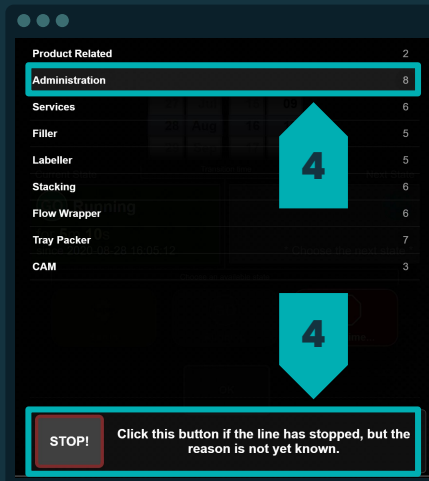 Product Related 2
Administration 8
Services 6
Filler 5
Labeller 5
Stacking 6
Flow Wrapper 6
Tray Packer 7
CAM 3
4
4
STOP!
Click this button if the line has stopped, but the
reason is not yet known.